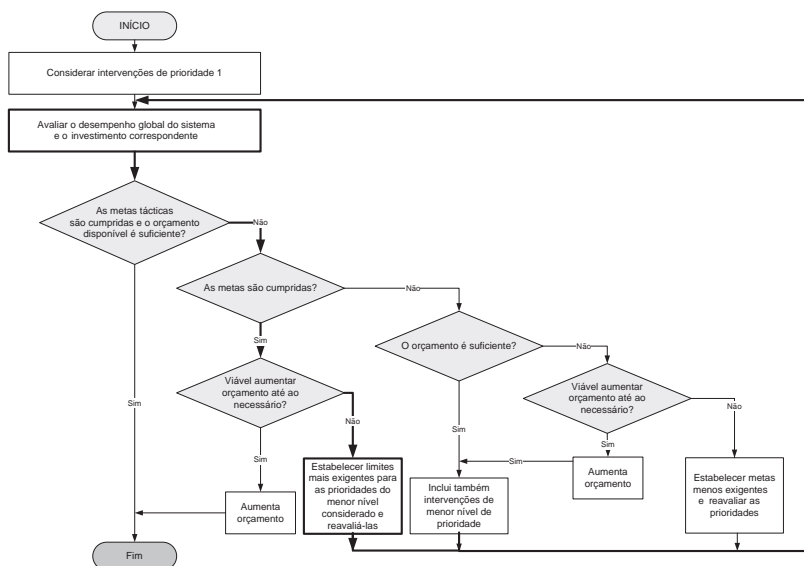 INÍCIO
Considerar intervenções de prioridade 1
Avaliar o desempenho global do sistema
e o investimento correspondente
As metas tácticas
são cumpridas e o orçamento
disponível é suficiente?
Não
As metas são cumpridas?
Não
Sim
O orçamento é suficiente?
Não
Viável aumentar
orçamento até ao
necessário?
Viável aumentar
orçamento até ao
necessário?
Sim
Não
Não
Sim
Sim
Sim
Sim
Estabelecer limites
mais exigentes para
as prioridades do
menor nível
considerado e
reavaliá-las
Aumenta
orçamento
Inclui também
intervenções de
menor nível de
prioridade
Aumenta
orçamento
Estabelecer metas
menos exigentes
e reavaliar as
prioridades
Fim